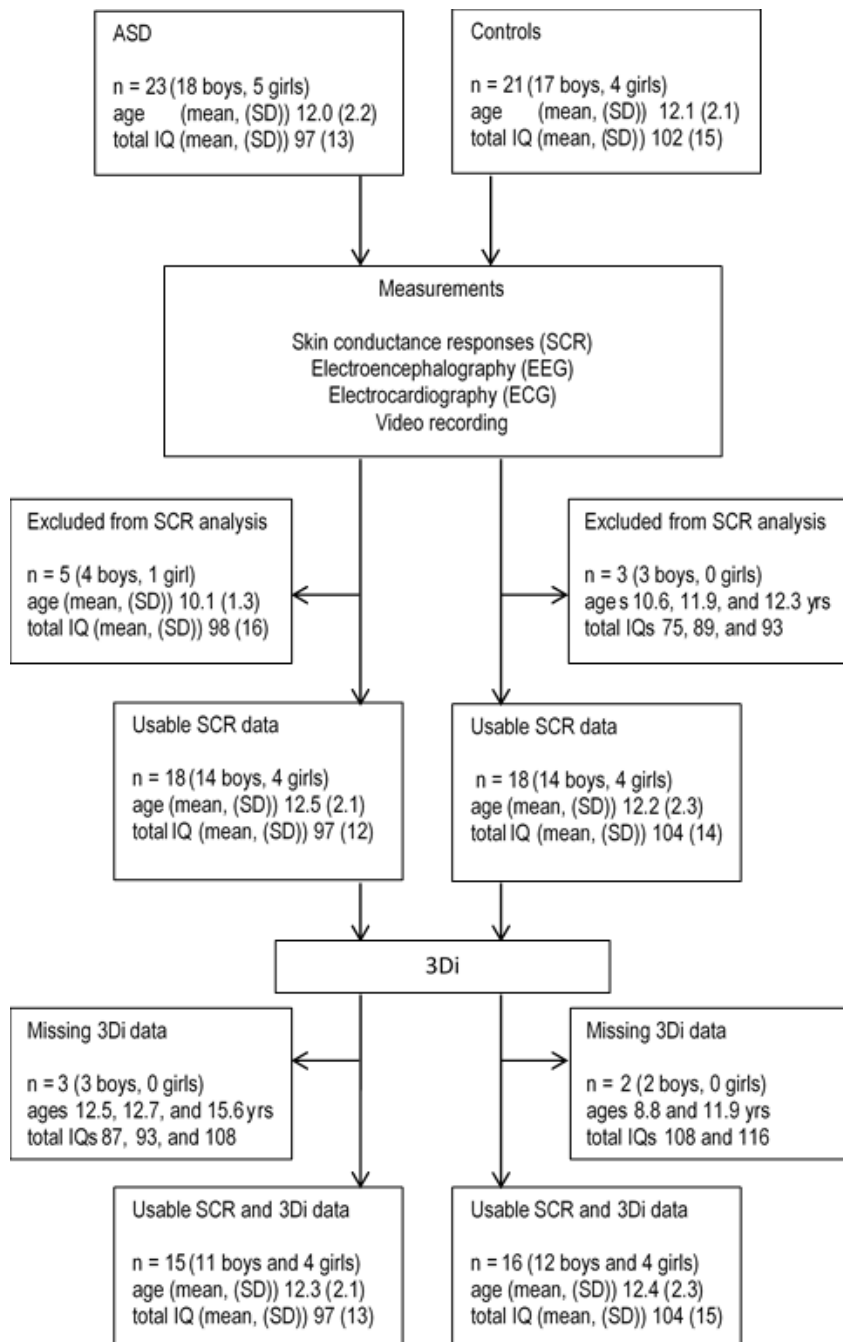 ASD
n = 23 (18 boys, 5 girls)
age (mean, (SD)) 12.0 (2.2)
total IQ (mean, (SD)) 97 (13)
Controls
n = 21 (17 boys, 4 girls)
age (mean, (SD)) 12.1 (2.1)
total IQ (mean, (SD)) 102 (15)
Measurements
Skin conductance responses (SCR)
Electroencephalography (EEG)
Electrocardiography (ECG)
Video recording
Excluded from SCR analysis
n = 5 (4 boys, 1 girl)
age (mean, (SD)) 10.1 (1.3)
total IQ (mean, (SD)) 98 (16)
Excluded from SCR analysis
n = 3 (3 boys, 0 girls)
ages 10.6, 11.9, and 12.3 yrs
total IQs 75, 89, and 93
Usable SCR data
n = 18 (14 boys, 4 girls)
age (mean, (SD)) 12.5 (2.1)
total IQ (mean, (SD)) 97 (12)
Usable SCR data
n = 18 (14 boys, 4 girls)
age (mean, (SD)) 12.2 (2.3)
total IQ (mean, (SD)) 104 (14)
3Di
Missing 3Di data
n = 3 (3 boys, 0 girls)
ages 12.5, 12.7, and 15.6 yrs
total IQs 87, 93, and 108
Missing 3Di data
n = 2 (2 boys, 0 girls)
ages 8.8 and 11.9 yrs
total IQs 108 and 116
Usable SCR and 3Di data
n = 15 (11 boys and 4 girls)
age (mean, (SD)) 12.3 (2.1)
total IQ (mean, (SD)) 97 (13)
Usable SCR and 3Di data
n = 16 (12 boys and 4 girls)
age (mean, (SD)) 12.4 (2.3)
total IQ (mean, (SD)) 104 (15)